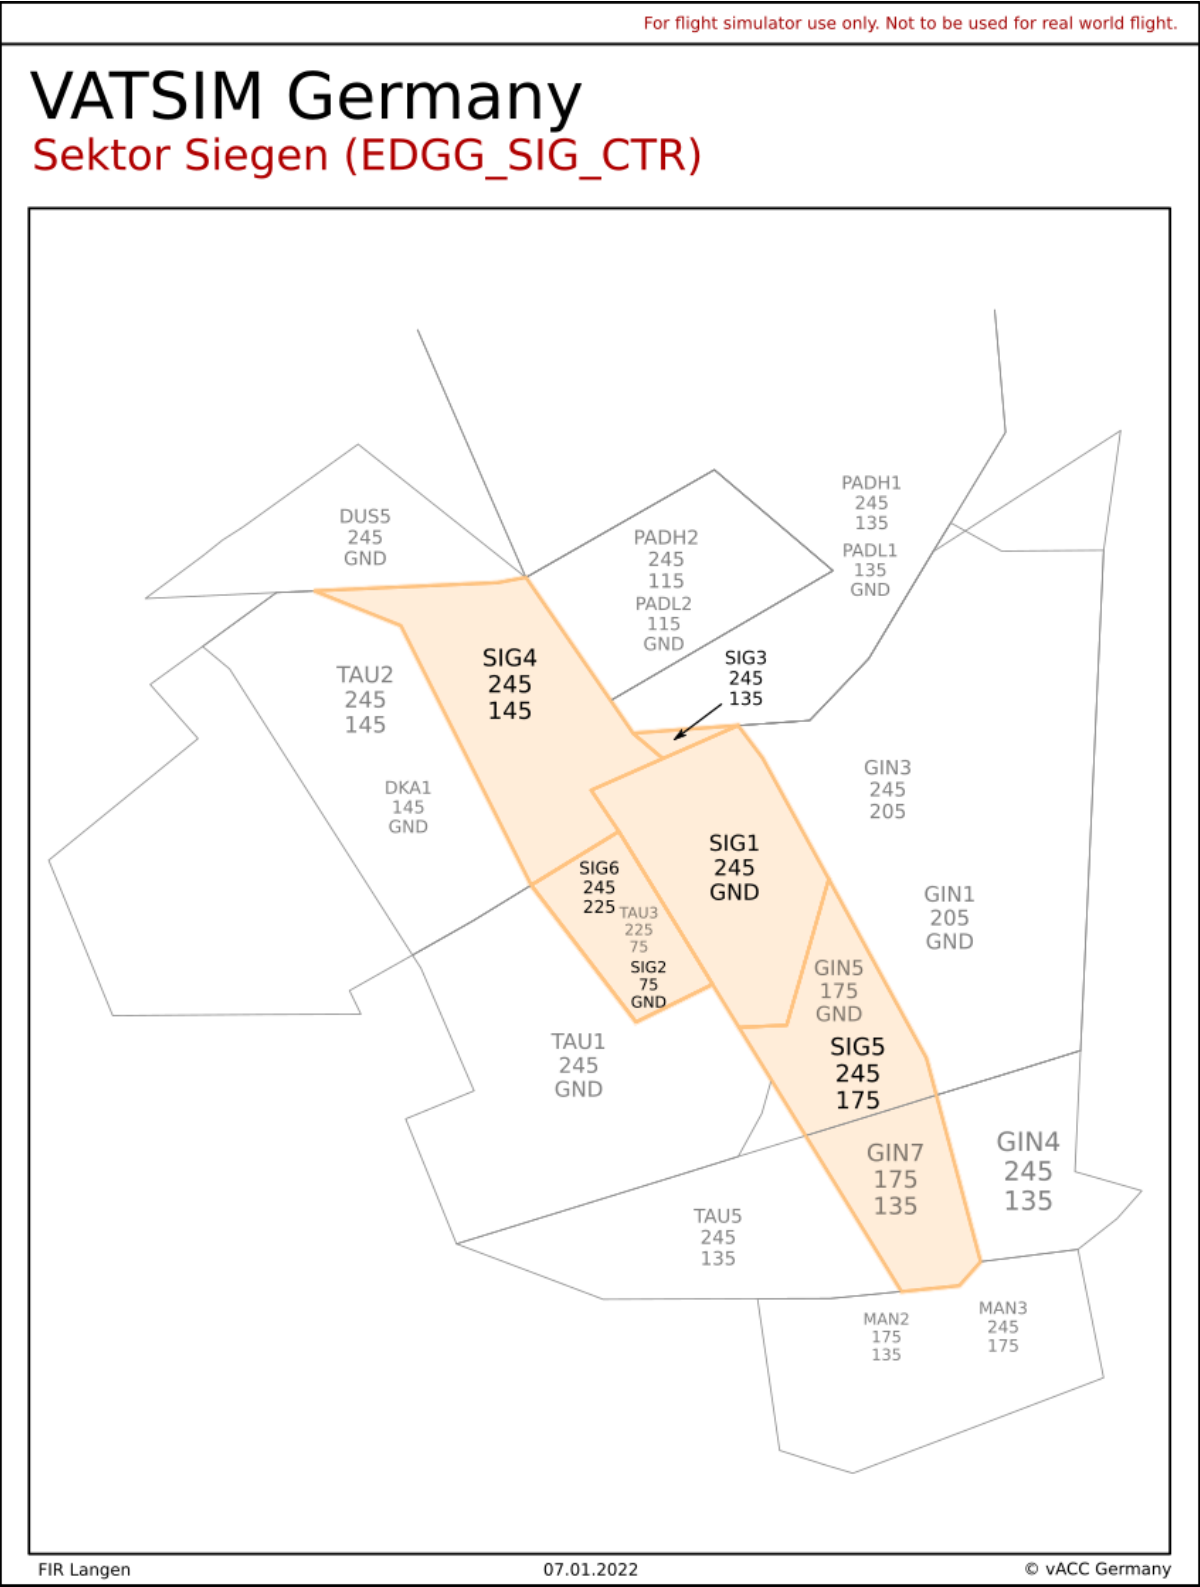 For flight simulator use only. Not to be used for real world flight.
VATSIM Germany
Sektor Siegen (EDGG_SIG_CTR)
DUS5
245
GND
PADH2
245
115
PADL2
115
GND
PADH1
245
135
PADL1
135
GND
SIG4
245
145
SIG3
245
135
TAU2
245
145
DKA1
145
GND
GIN3
245
205
SIG1
245
GND
SIG6
245
225
TAU3
225
75
SIG2
75
GND
GIN1
205
GND
GIN5
175
GND
SIG5
245
175
TAU1
245
GND
GIN7
175
135
GIN4
245
135
TAU5
245
135
MAN2
175
135
MAN3
245
175
FIR Langen
07.01.2022
© vACC Germany